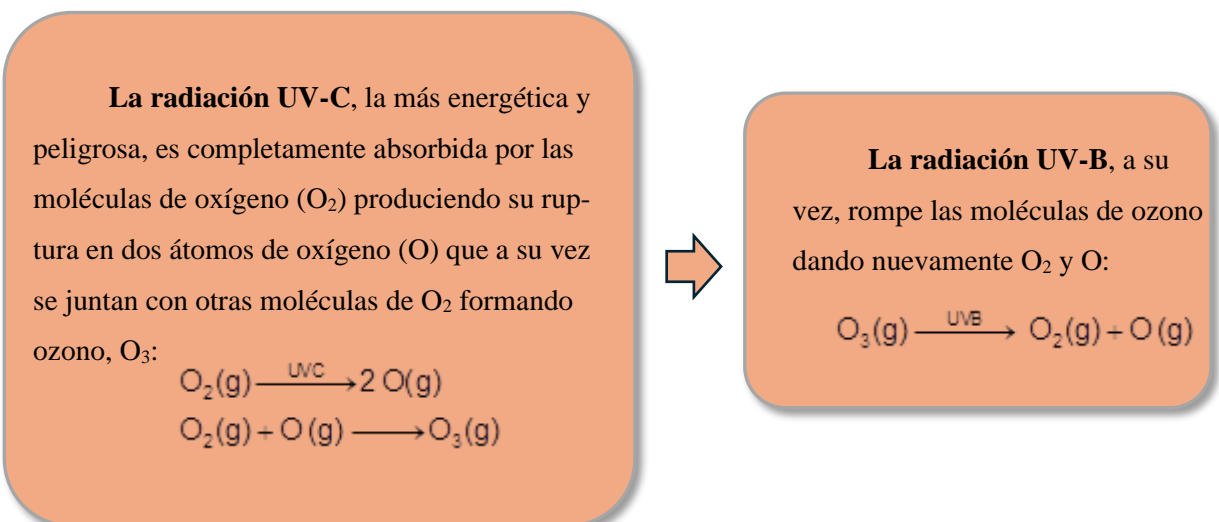 La radiación UV-C, la más energética y
peligrosa, es completamente absorbida por las
moléculas de oxígeno (O₂) produciendo su rup-
tura en dos átomos de oxígeno (O) que a su vez
se juntan con otras moléculas de O₂ formando
ozono, O₃:
O₂(g) —UVC→ 2 O(g)
O₂(g) + O(g) ⟶ O₃(g)
La radiación UV-B, a su
vez, rompe las moléculas de ozono
dando nuevamente O₂ y O:
O₃(g) —UVB→ O₂(g) + O(g)